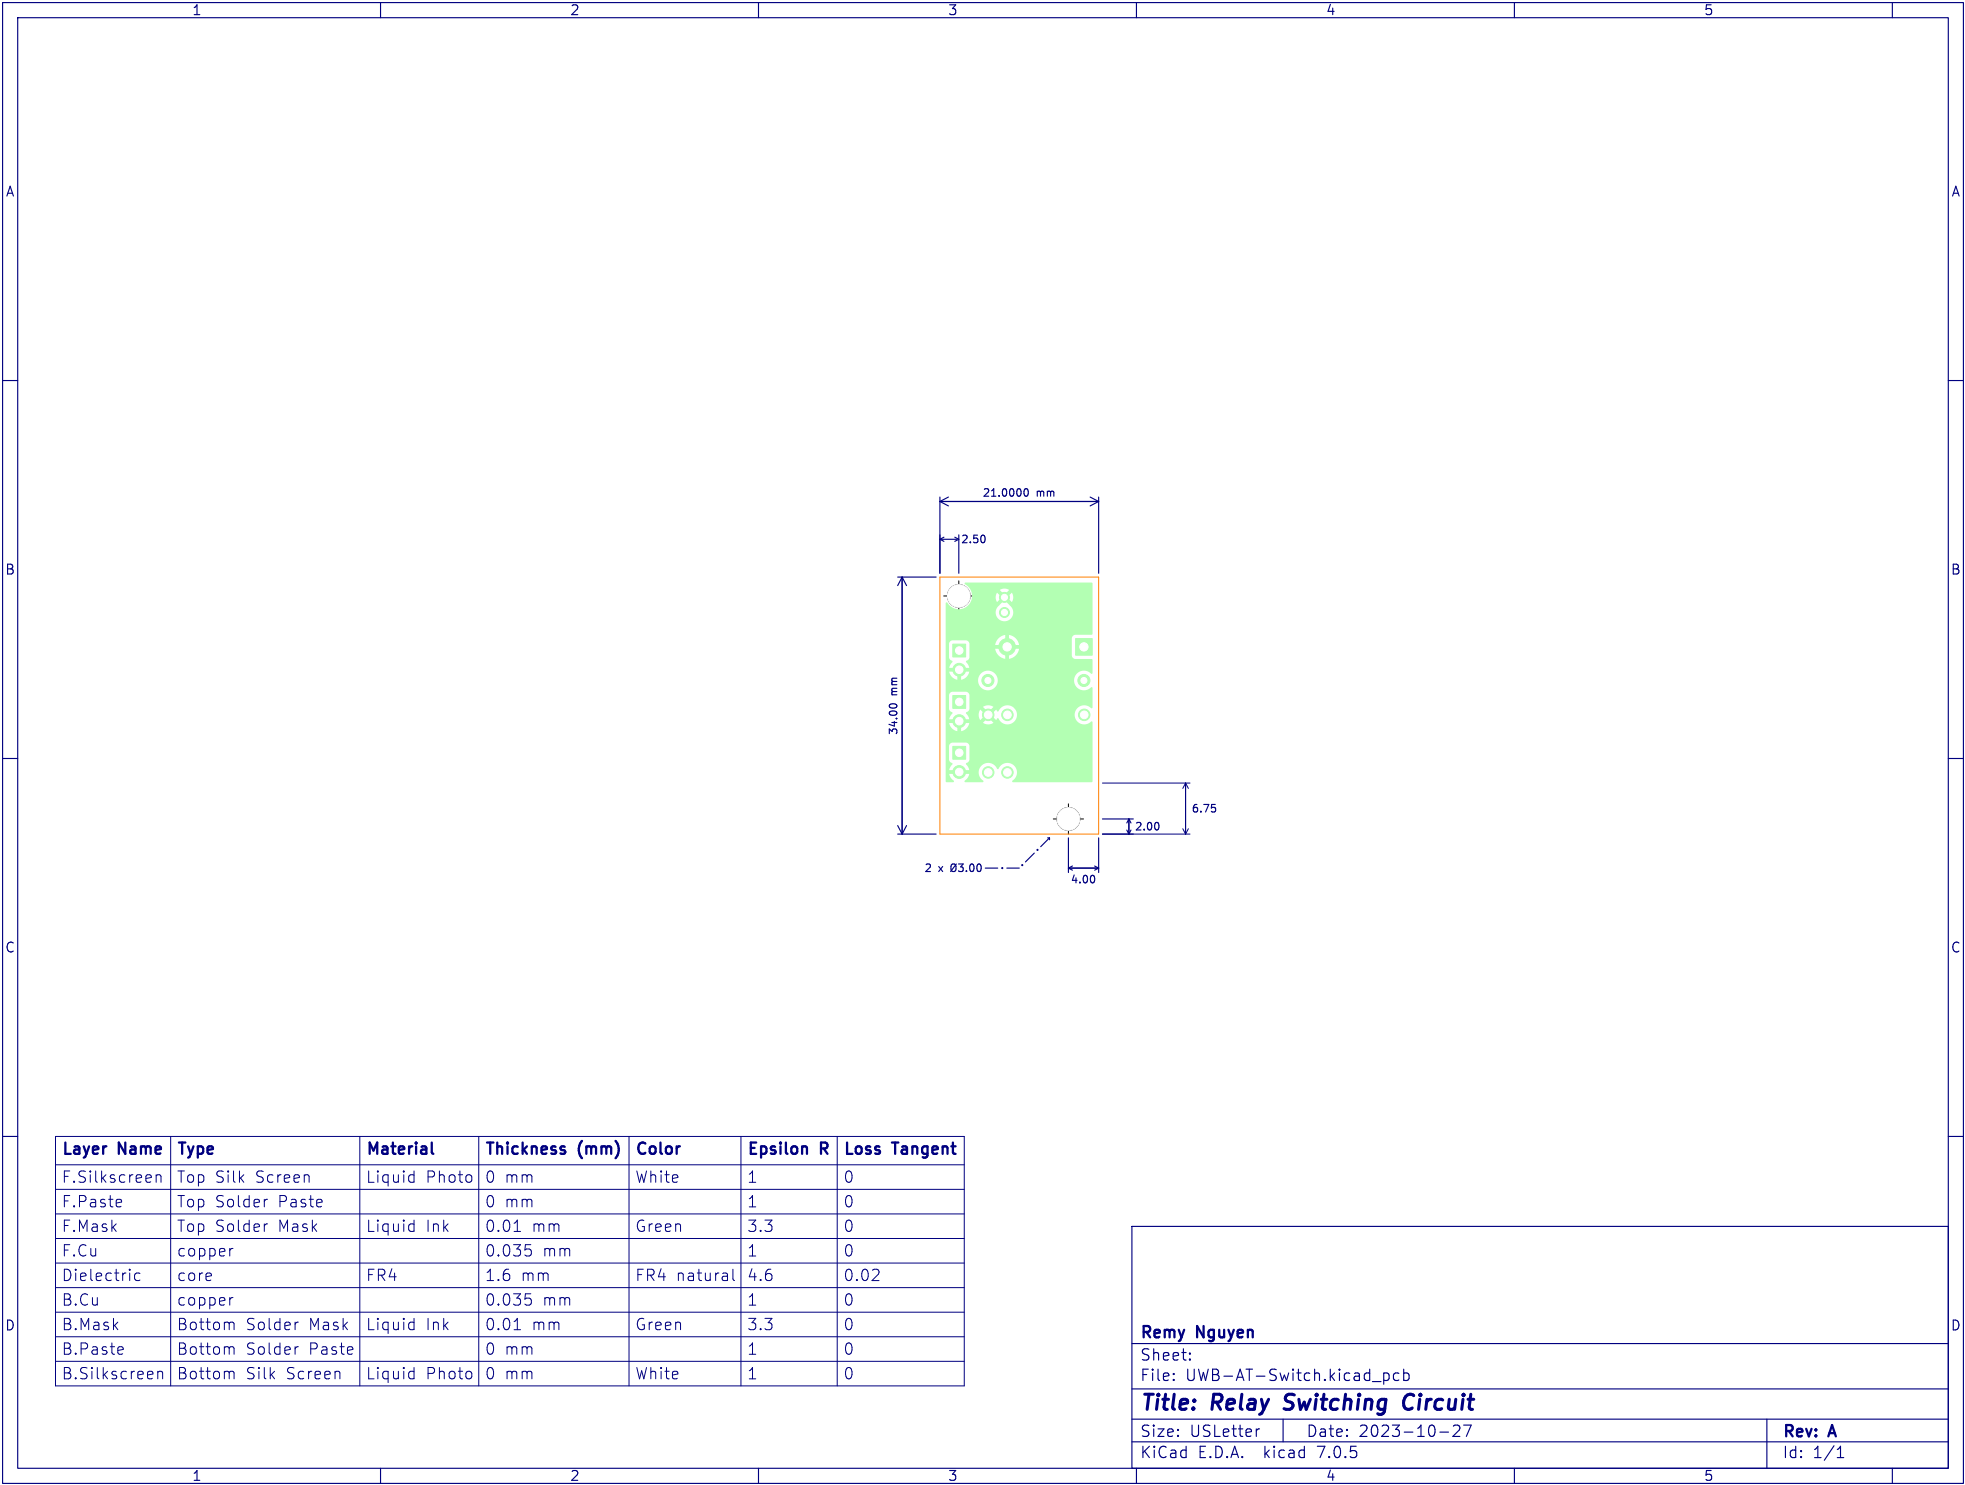 1 2 3 4 5
A A
B B
C C
D D
21.0000 mm
2.50
34.00 mm
6.75
2.00
2 x Ø3.00
4.00
Layer Name Type Material Thickness (mm) Color Epsilon R Loss Tangent
F.Silkscreen Top Silk Screen Liquid Photo 0 mm White 1 0
F.Paste Top Solder Paste 0 mm 1 0
F.Mask Top Solder Mask Liquid Ink 0.01 mm Green 3.3 0
F.Cu copper 0.035 mm 1 0
Dielectric core FR4 1.6 mm FR4 natural 4.6 0.02
B.Cu copper 0.035 mm 1 0
B.Mask Bottom Solder Mask Liquid Ink 0.01 mm Green 3.3 0
B.Paste Bottom Solder Paste 0 mm 1 0
B.Silkscreen Bottom Silk Screen Liquid Photo 0 mm White 1 0
Remy Nguyen
Sheet:
File: UWB-AT-Switch.kicad_pcb
Title: Relay Switching Circuit
Size: USLetter Date: 2023-10-27 Rev: A
KiCad E.D.A. kicad 7.0.5 Id: 1/1
1 2 3 4 5